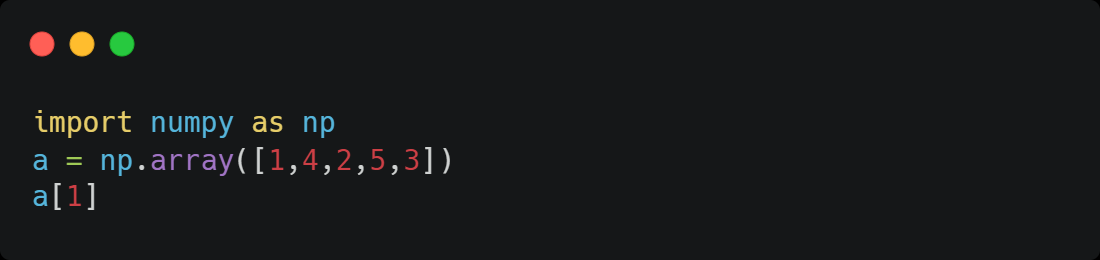 import numpy as np
a = np.array([1,4,2,5,3])
a[1]